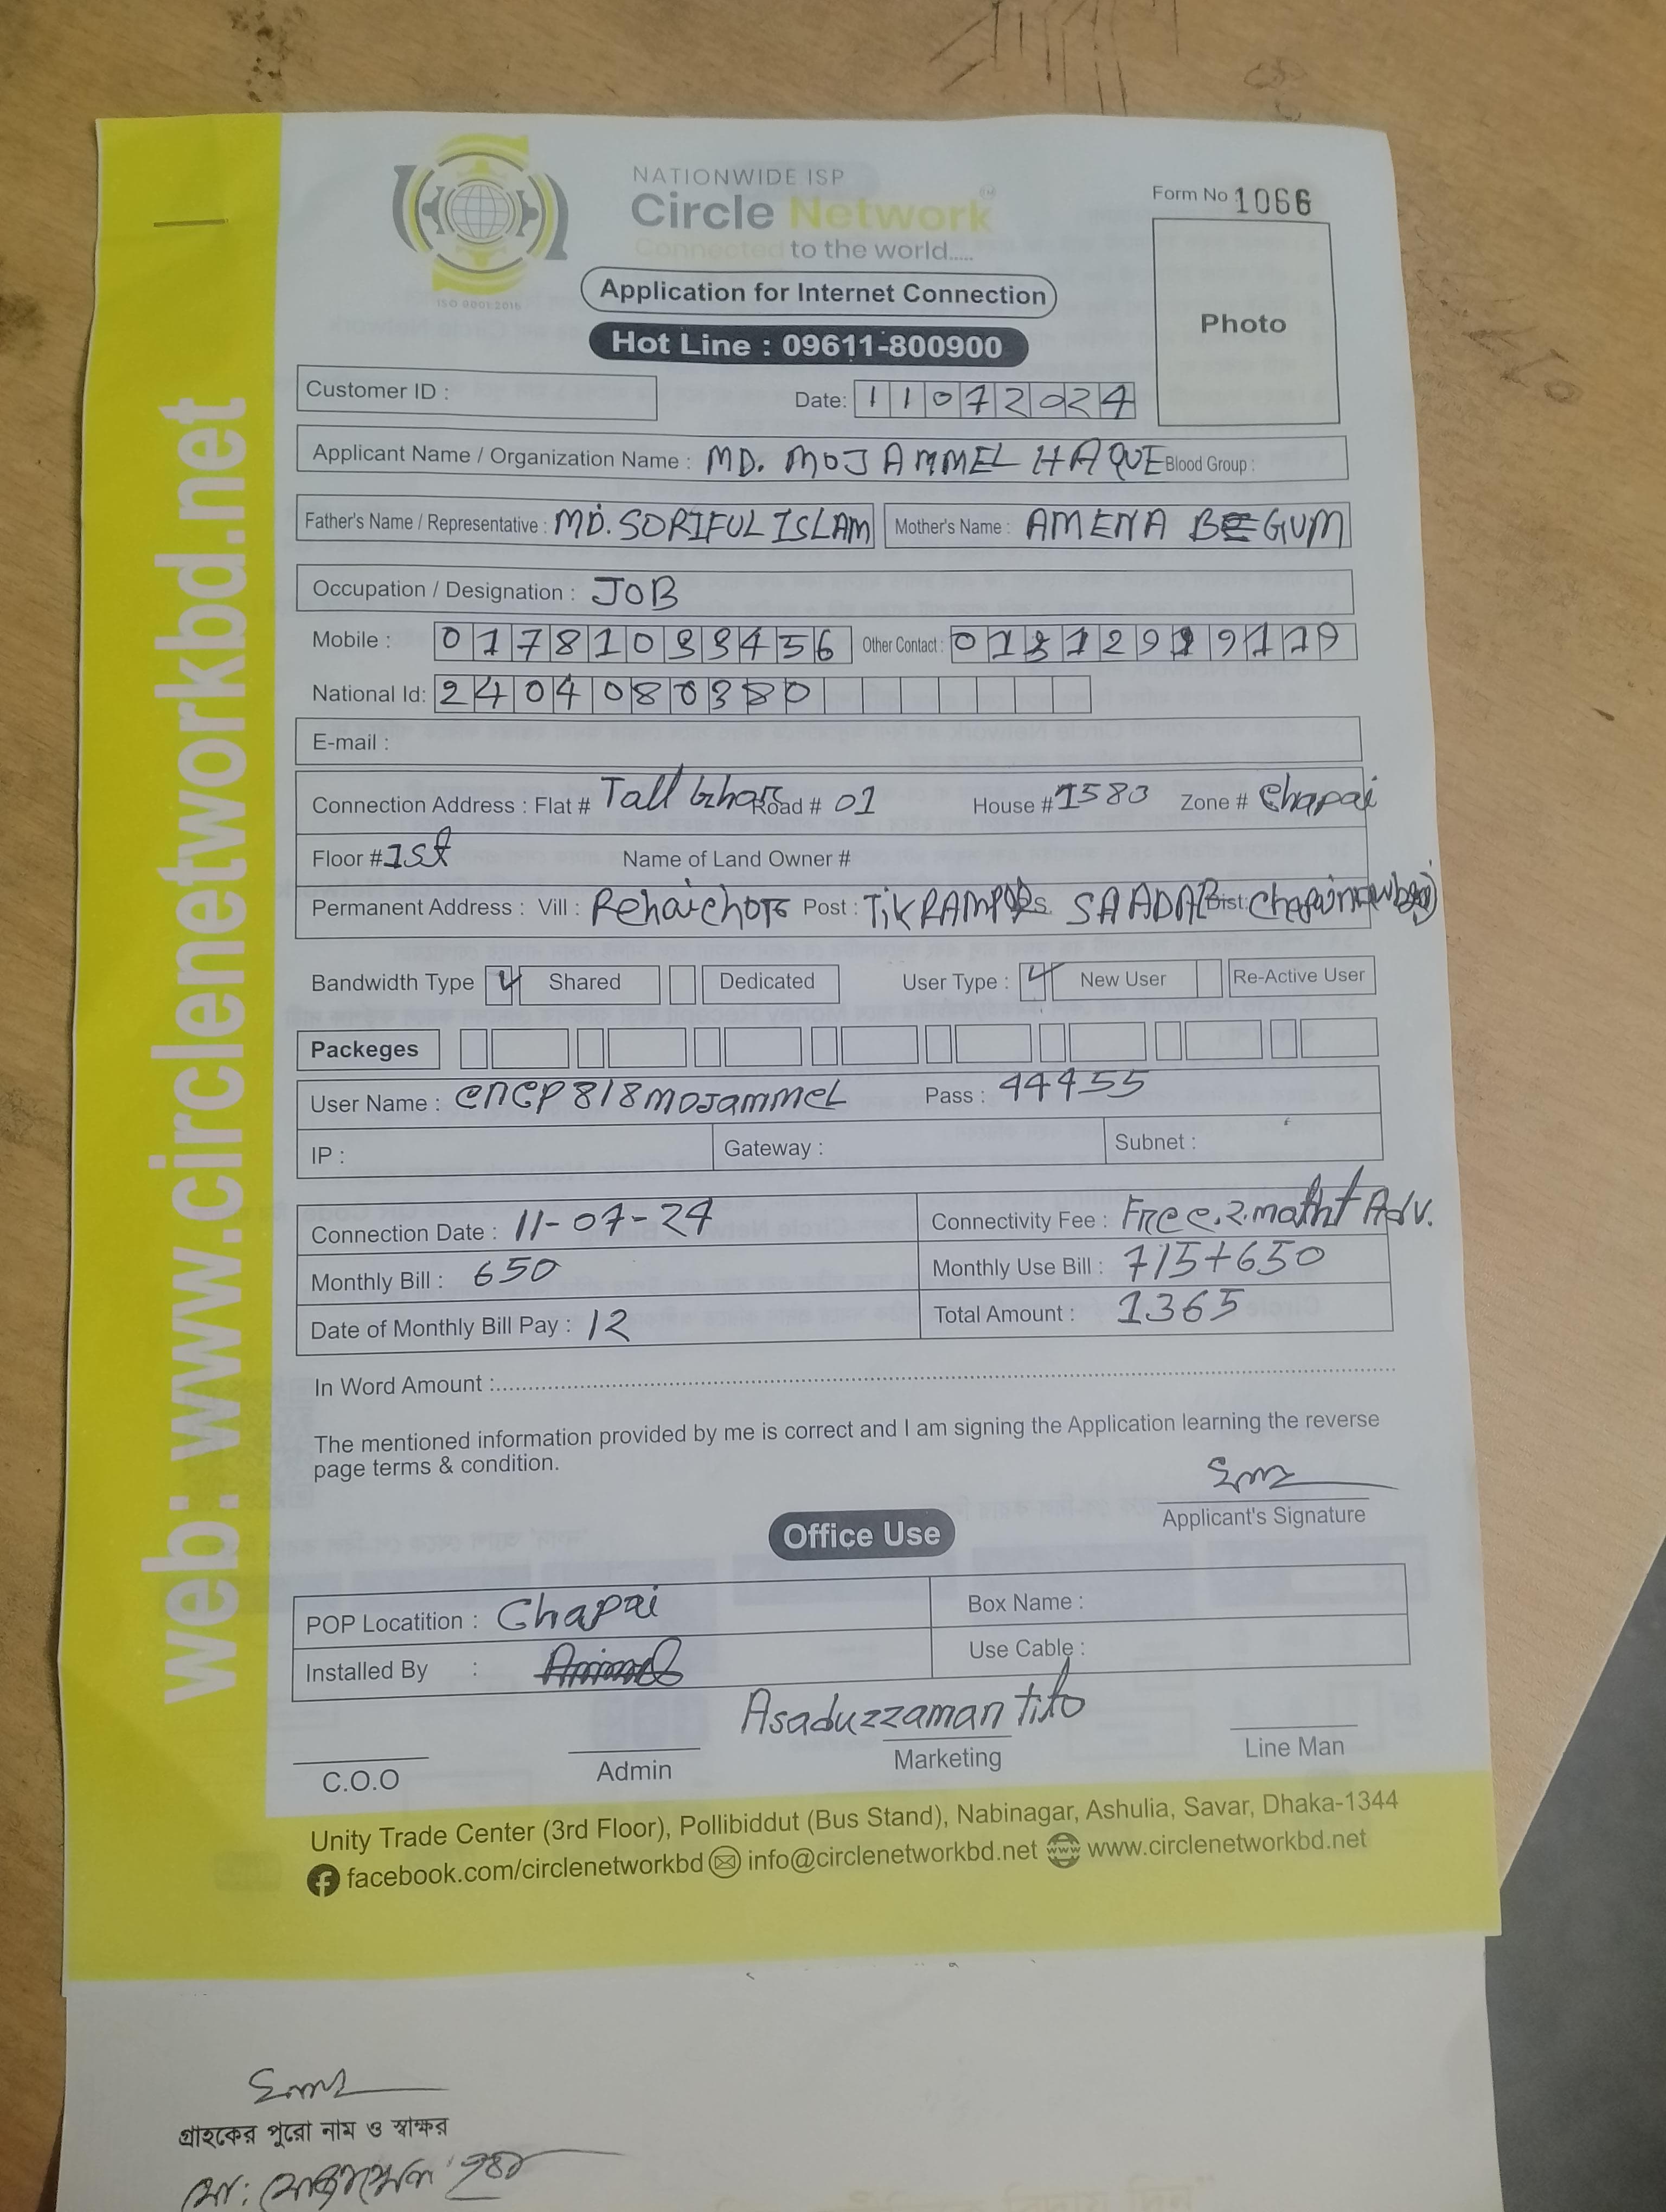 web: www.circlenetworkbd.net
NATIONWIDE ISP
Circle Network
Connected to the world.....
ISO 9001:2015
Form No 1066
Application for Internet Connection
Hot Line : 09611-800900
Photo
Customer ID :
Date: 11072024
Applicant Name / Organization Name : MD. MOJAMMEL HAQUE Blood Group :
Father's Name / Representative : MD. SORIFUL ISLAM Mother's Name : AMENA BEGUM
Occupation / Designation : JOB
Mobile : Other Contact :
National Id: 2404080380
E-mail :
Connection Address : Flat # Tall Ghar Road # 01 House # 1583 Zone # Chapai
Floor # 1st Name of Land Owner #
Permanent Address : Vill : Rehaichor Post : TiKRAMPUR P.S. SAADAR Dist:
Bandwidth Type Shared Dedicated User Type : New User Re-Active User
Packeges
User Name : cncp818mojammeL Pass : 44455
IP : Gateway : Subnet :
Connection Date : 11-07-24 Connectivity Fee : Free. 2. Adv.
Monthly Bill : 650 Monthly Use Bill : 715+650
Date of Monthly Bill Pay : 12 Total Amount : 1365
In Word Amount :
The mentioned information provided by me is correct and I am signing the Application learning the reverse
page terms & condition.
Applicant's Signature
Office Use
POP Locatition : Chapai Box Name :
Installed By : Use Cable :
Asaduzzaman Tito
C.O.O Admin Marketing Line Man
Unity Trade Center (3rd Floor), Pollibiddut (Bus Stand), Nabinagar, Ashulia, Savar, Dhaka-1344
facebook.com/circlenetworkbd info@circlenetworkbd.net www.circlenetworkbd.net
গ্রাহকের পুরো নাম ও স্বাক্ষর
মো: মোজাম্মেল হক